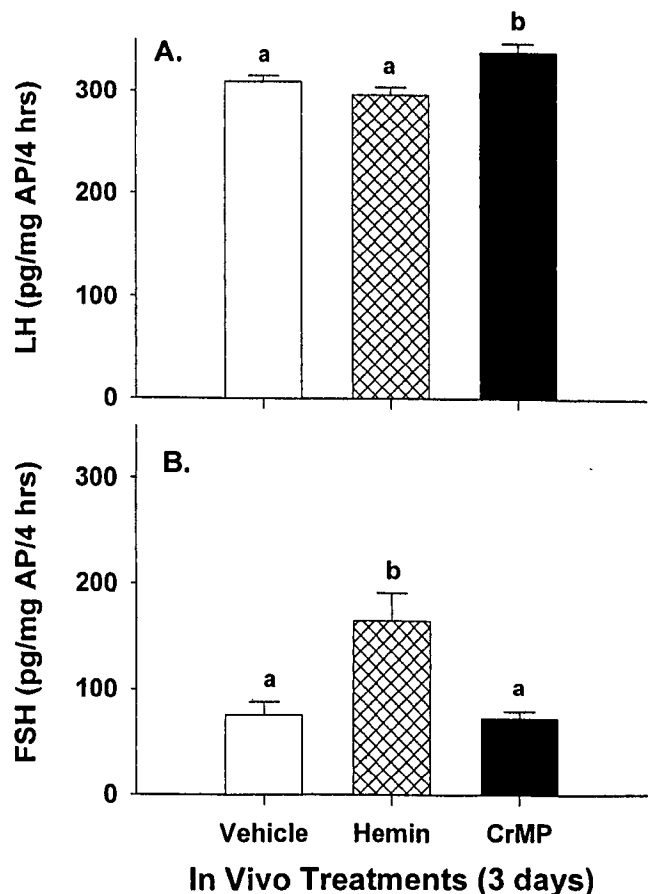 A.
LH (pg/mg AP/4 hrs)
300
200
100
0
a
a
b
B.
FSH (pg/mg AP/4 hrs)
300
200
100
0
a
b
a
Vehicle Hemin CrMP
In Vivo Treatments (3 days)